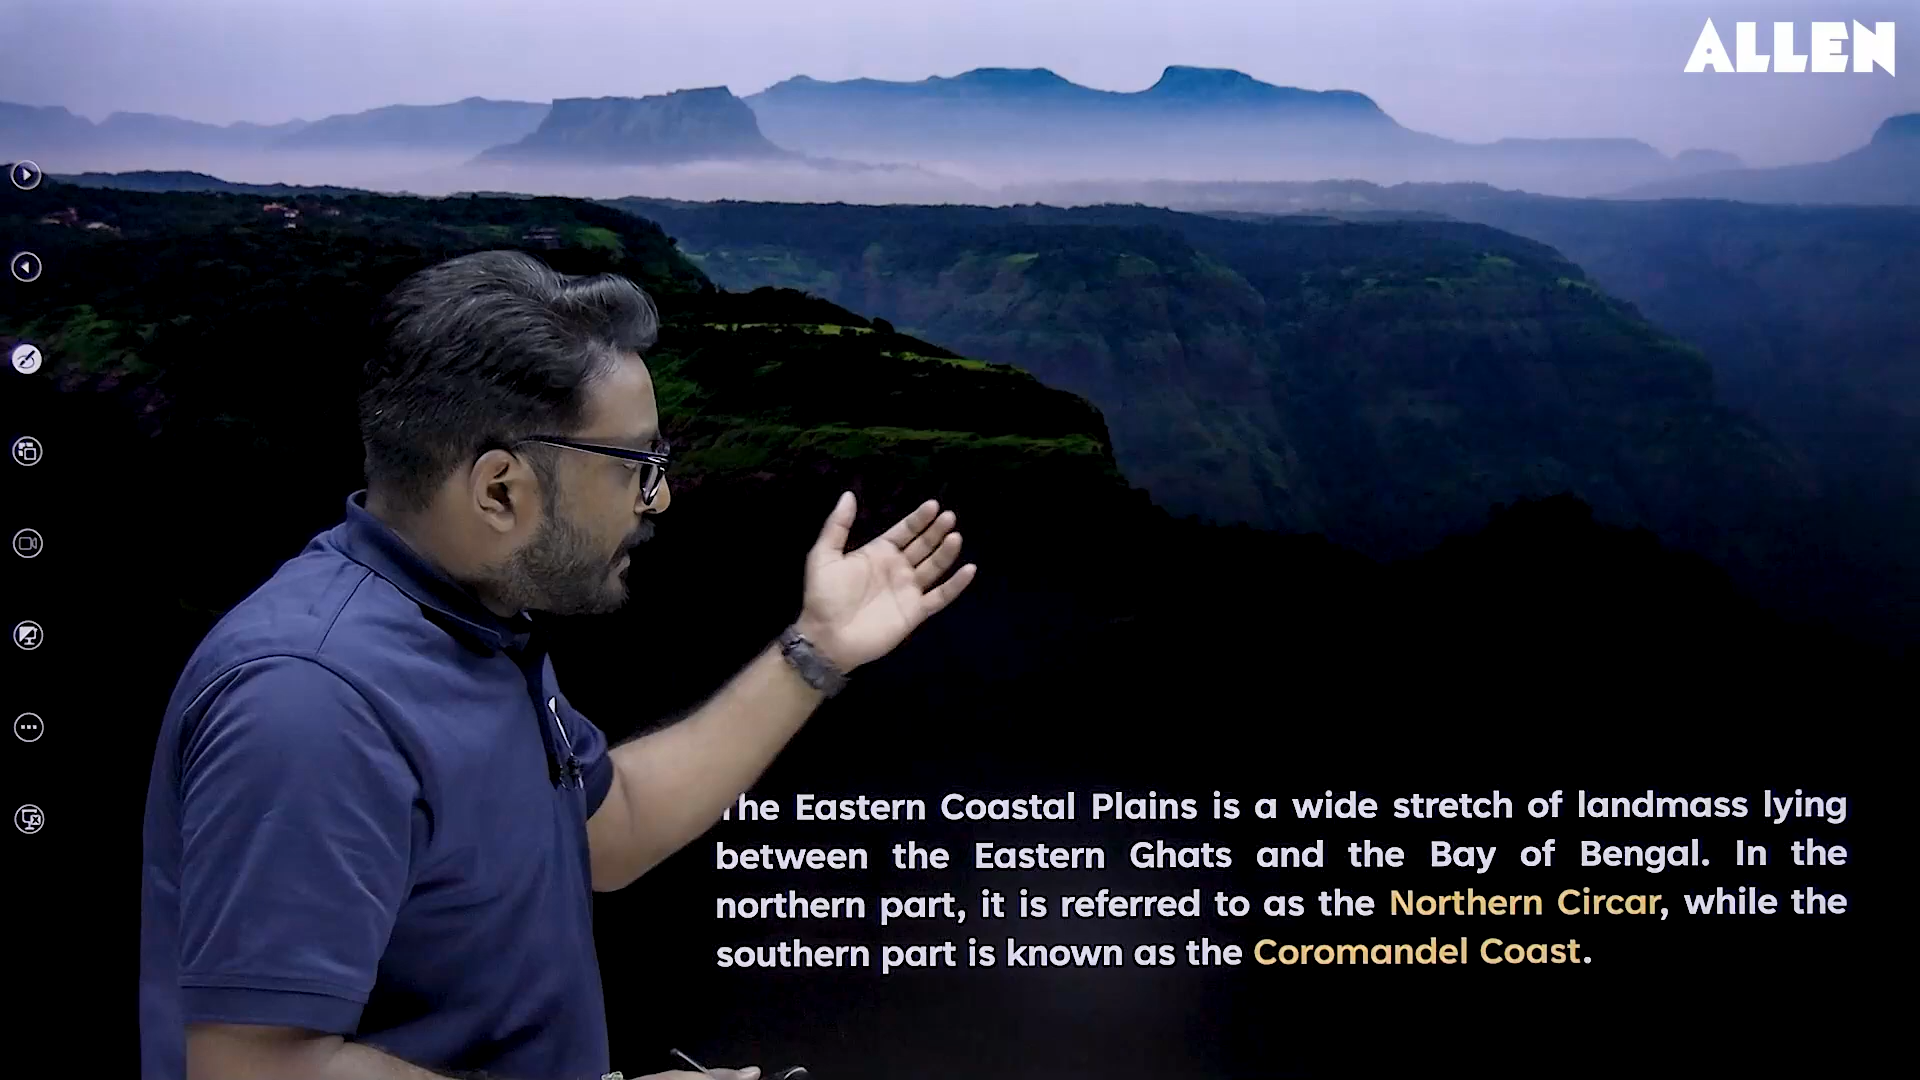 ALLEN
The Eastern Coastal Plains is a wide stretch of landmass lying
between the Eastern Ghats and the Bay of Bengal. In the
northern part, it is referred to as the Northern Circar, while the
southern part is known as the Coromandel Coast.